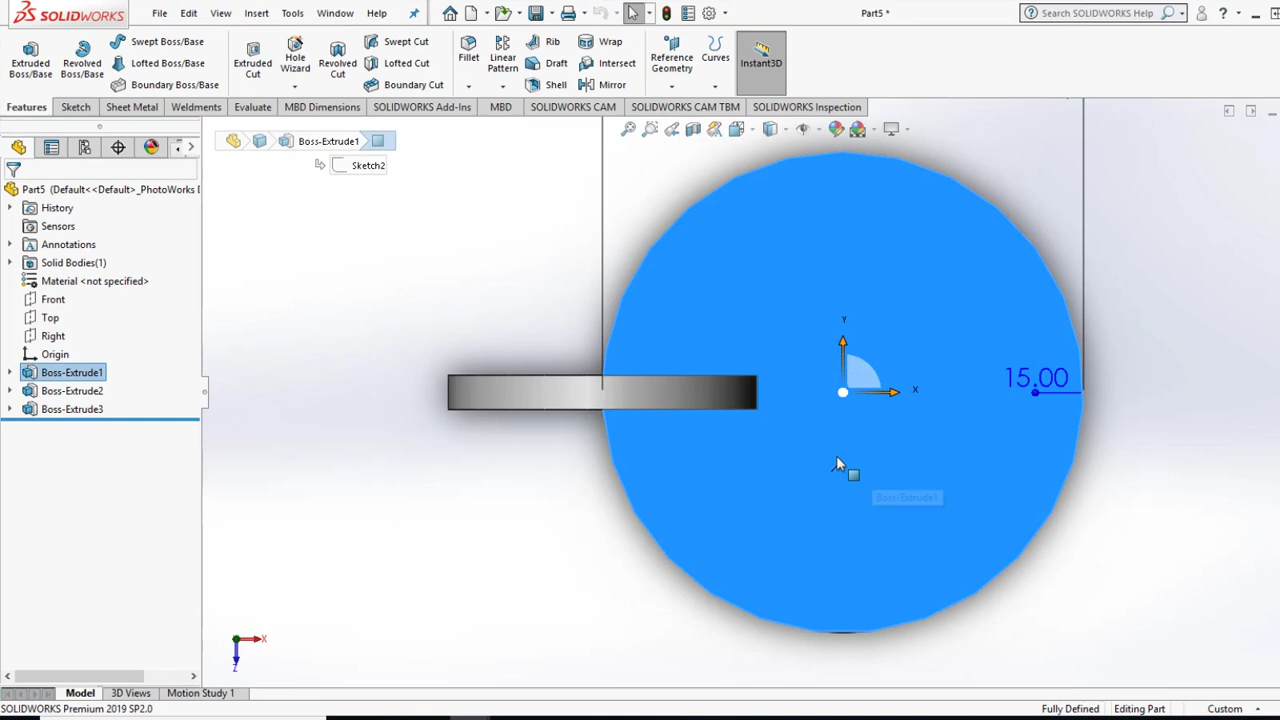 SOLIDWORKS File Edit View Insert Tools Window Help Part5 * Search SOLIDWORKS Help
Extruded Boss/Base
Revolved Boss/Base
Swept Boss/Base
Lofted Boss/Base
Boundary Boss/Base
Extruded Cut
Hole Wizard
Revolved Cut
Swept Cut
Lofted Cut
Boundary Cut
Fillet
Linear Pattern
Rib
Draft
Shell
Wrap
Intersect
Mirror
Reference Geometry
Curves
Instant3D
Features Sketch Sheet Metal Weldments Evaluate MBD Dimensions SOLIDWORKS Add-Ins MBD SOLIDWORKS CAM SOLIDWORKS CAM TBM SOLIDWORKS Inspection
Boss-Extrude1
Sketch2
Part5 (Default<<Default>_PhotoWorks D
History
Sensors
Annotations
Solid Bodies(1)
Material <not specified>
Front
Top
Right
Origin
Boss-Extrude1
Boss-Extrude2
Boss-Extrude3
Y
X
15.00
Boss-Extrude1
X
Z
Model 3D Views Motion Study 1
SOLIDWORKS Premium 2019 SP2.0 Fully Defined Editing Part Custom